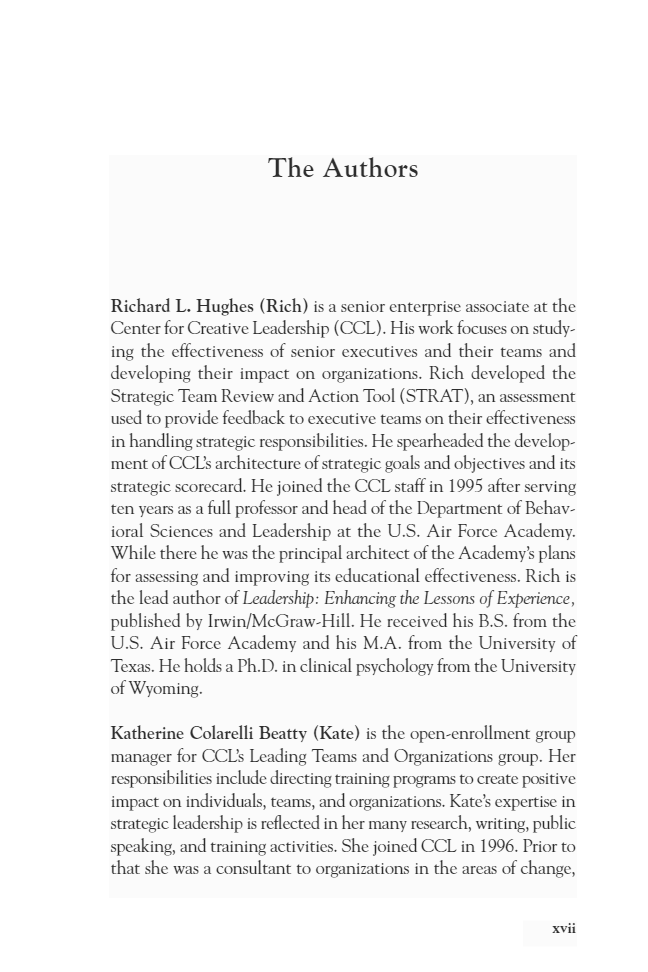 The Authors
Richard L. Hughes (Rich) is a senior enterprise associate at the
Center for Creative Leadership (CCL). His work focuses on study-
ing the effectiveness of senior executives and their teams and
developing their impact on organizations. Rich developed the
Strategic Team Review and Action Tool (STRAT), an assessment
used to provide feedback to executive teams on their effectiveness
in handling strategic responsibilities. He spearheaded the develop-
ment of CCL's architecture of strategic goals and objectives and its
strategic scorecard. He joined the CCL staff in 1995 after serving
ten years as a full professor and head of the Department of Behav-
ioral Sciences and Leadership at the U.S. Air Force Academy.
While there he was the principal architect of the Academy's plans
for assessing and improving its educational effectiveness. Rich is
the lead author of Leadership: Enhancing the Lessons of Experience,
published by Irwin/McGraw-Hill. He received his B.S. from the
U.S. Air Force Academy and his M.A. from the University of
Texas. He holds a Ph.D. in clinical psychology from the University
of Wyoming.
Katherine Colarelli Beatty (Kate) is the open-enrollment group
manager for CCL's Leading Teams and Organizations group. Her
responsibilities include directing training programs to create positive
impact on individuals, teams, and organizations. Kate's expertise in
strategic leadership is reflected in her many research, writing, public
speaking, and training activities. She joined CCL in 1996. Prior to
that she was a consultant to organizations in the areas of change,
xvii